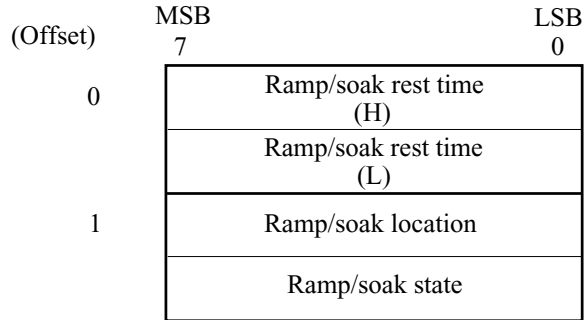 MSB LSB
(Offset) 7 0
0 Ramp/soak rest time
(H)
Ramp/soak rest time
(L)
1 Ramp/soak location
Ramp/soak state